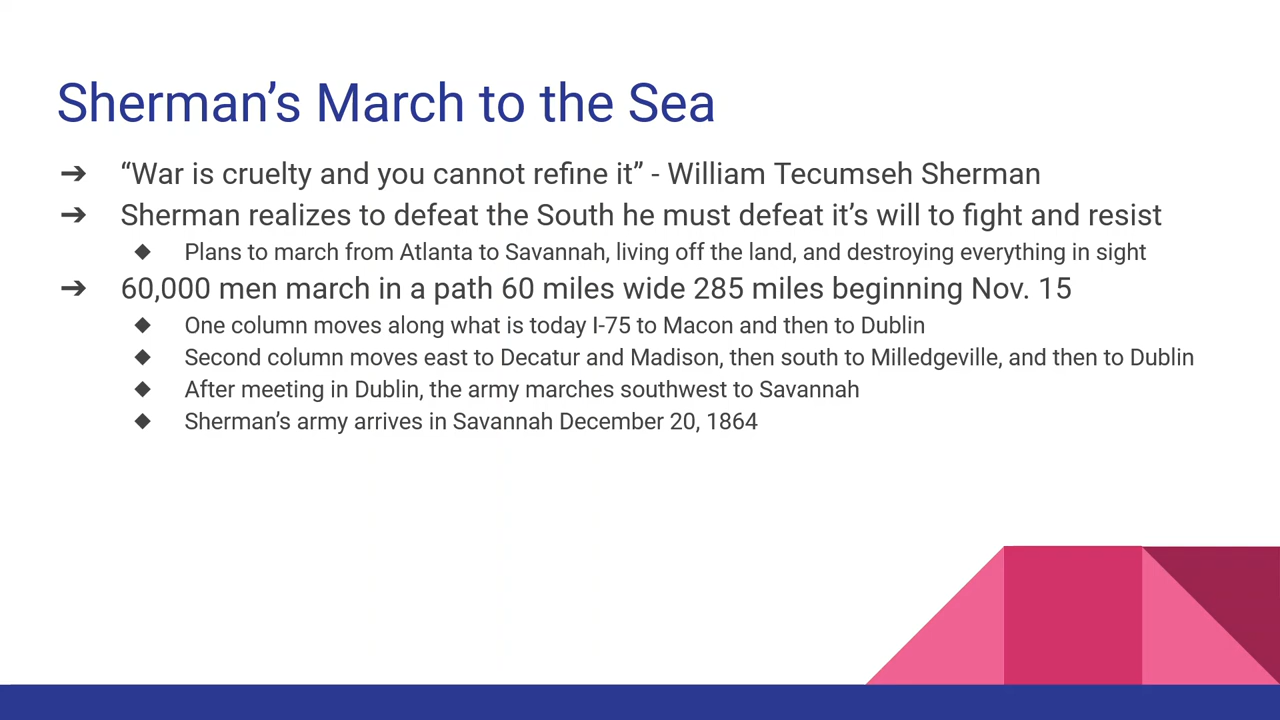 Sherman’s March to the Sea
➔ “War is cruelty and you cannot refine it” - William Tecumseh Sherman
➔ Sherman realizes to defeat the South he must defeat it’s will to fight and resist
◆ Plans to march from Atlanta to Savannah, living off the land, and destroying everything in sight
➔ 60,000 men march in a path 60 miles wide 285 miles beginning Nov. 15
◆ One column moves along what is today I-75 to Macon and then to Dublin
◆ Second column moves east to Decatur and Madison, then south to Milledgeville, and then to Dublin
◆ After meeting in Dublin, the army marches southwest to Savannah
◆ Sherman’s army arrives in Savannah December 20, 1864